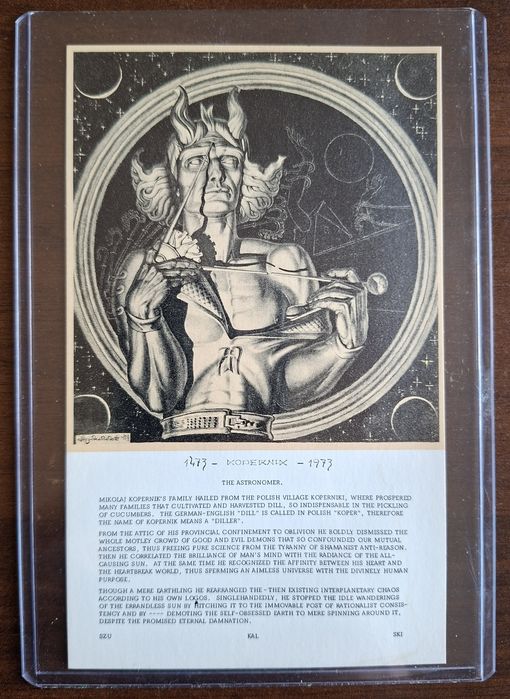 1473 - KOPERNIK - 1973
THE ASTRONOMER.
MIKOŁAJ KOPERNIK'S FAMILY HAILED FROM THE POLISH VILLAGE KOPERNIKI, WHERE PROSPERED
MANY FAMILIES THAT CULTIVATED AND HARVESTED DILL, SO INDISPENSABLE IN THE PICKLING
OF CUCUMBERS. THE GERMAN-ENGLISH "DILL" IS CALLED IN POLISH "KOPER", THEREFORE
THE NAME OF KOPERNIK MEANS A "DILLER".
FROM THE ATTIC OF HIS PROVINCIAL CONFINEMENT TO OBLIVION HE BOLDLY DISMISSED THE
WHOLE MOTLEY CROWD OF GOOD AND EVIL DEMONS THAT SO CONFOUNDED OUR MUTUAL
ANCESTORS, THUS FREEING PURE SCIENCE FROM THE TYRANNY OF SHAMANIST ANTI-REASON.
THEN HE CORRELATED THE BRILLIANCE OF MAN'S MIND WITH THE RADIANCE OF THE ALL-
CAUSING SUN. AT THE SAME TIME HE RECOGNIZED THE AFFINITY BETWEEN HIS HEART AND
THE HEARTBREAK WORLD, THUS SPERMING AN AIMLESS UNIVERSE WITH THE DIVINELY HUMAN
PURPOSE.
THOUGH A MERE EARTHLING HE REARRANGED THE - THEN EXISTING INTERPLANETARY CHAOS
ACCORDING TO HIS OWN LOGOS. SINGLEHANDEDLY, HE STOPPED THE IDLE WANDERINGS
OF THE ERRANDLESS SUN BY HITCHING IT TO THE IMMOVABLE POST OF RATIONALIST CONSIS-
TENCY AND BY ---- DEMOTING THE SELF-OBSESSED EARTH TO MERE SPINNING AROUND IT,
DESPITE THE PROMISED ETERNAL DAMNATION.
SZU KAL SKI